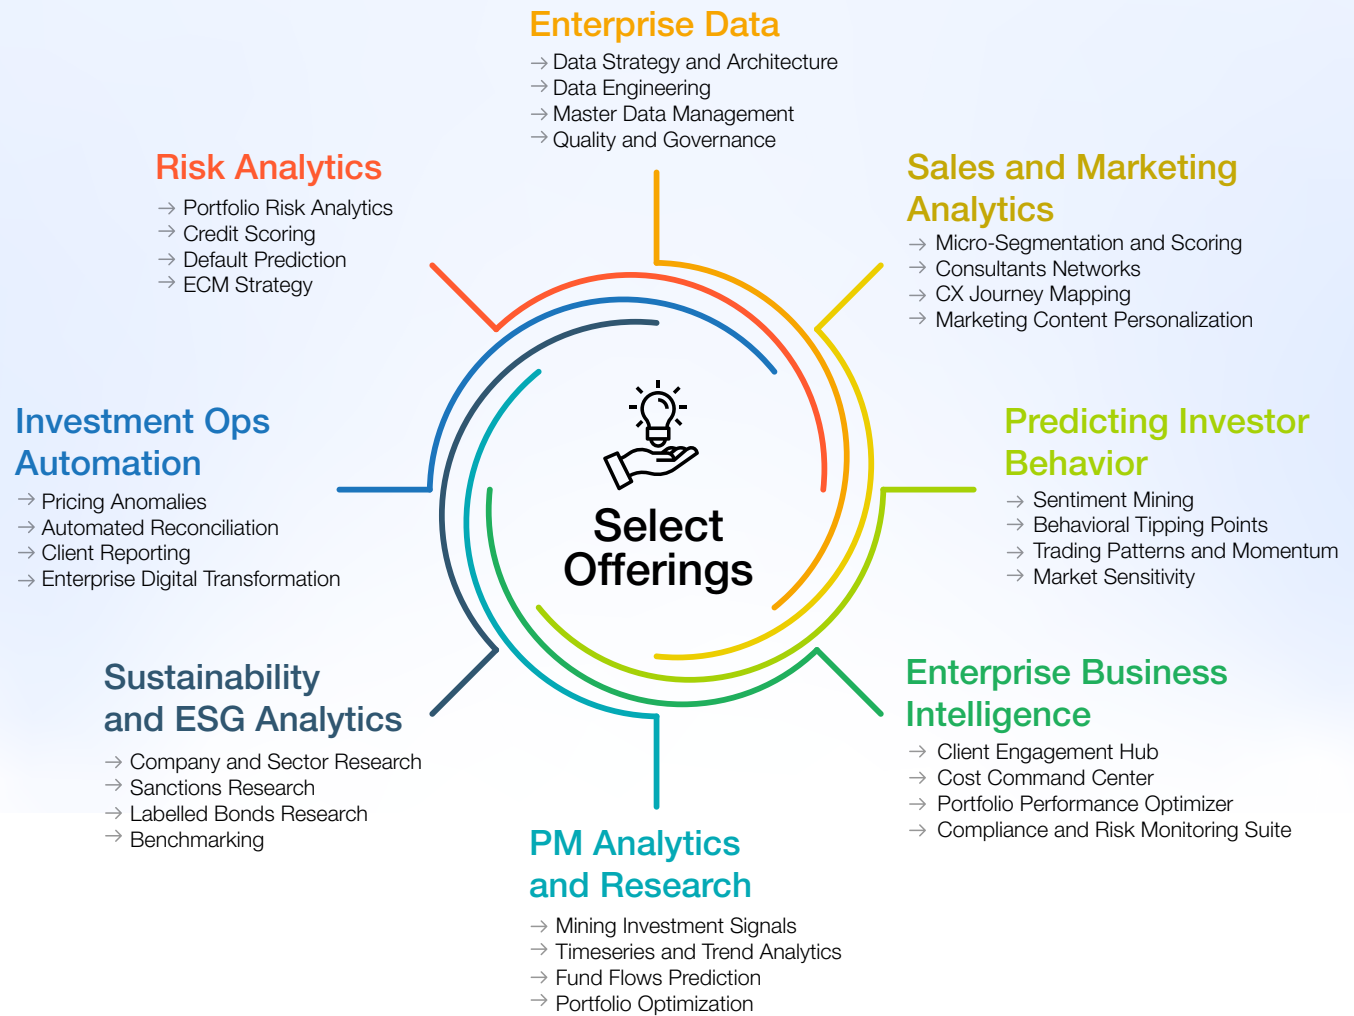 Enterprise Data
Data Strategy and Architecture
Data Engineering
Master Data Management
Quality and Governance
Risk Analytics
Portfolio Risk Analytics
Credit Scoring
Default Prediction
ECM Strategy
Sales and Marketing
Analytics
Micro-Segmentation and Scoring
Consultants Networks
CX Journey Mapping
Marketing Content Personalization
Investment Ops
Automation
Pricing Anomalies
Automated Reconciliation
Client Reporting
Enterprise Digital Transformation
Select
Offerings
Predicting Investor
Behavior
Sentiment Mining
Behavioral Tipping Points
Trading Patterns and Momentum
Market Sensitivity
Sustainability
and ESG Analytics
Company and Sector Research
Sanctions Research
Labelled Bonds Research
Benchmarking
Enterprise Business
Intelligence
Client Engagement Hub
Cost Command Center
Portfolio Performance Optimizer
Compliance and Risk Monitoring Suite
PM Analytics
and Research
Mining Investment Signals
Timeseries and Trend Analytics
Fund Flows Prediction
Portfolio Optimization